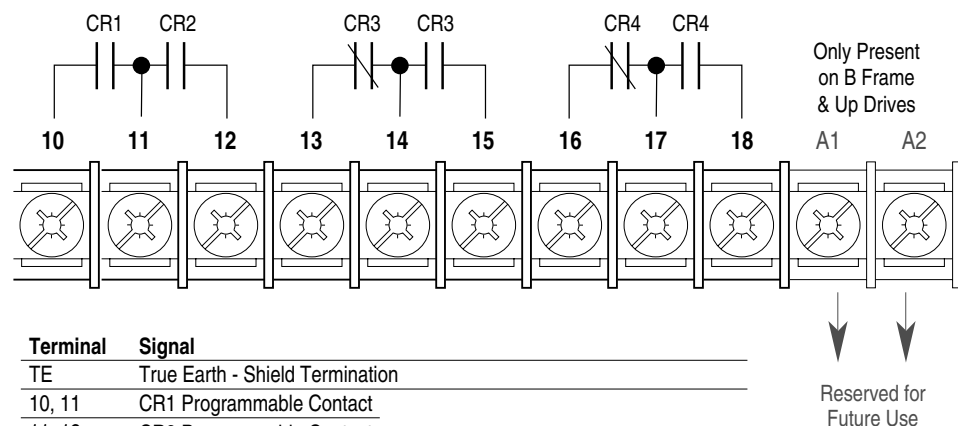 CR1 CR2 CR3 CR3 CR4 CR4
Only Present
on B Frame
& Up Drives
10 11 12 13 14 15 16 17 18 A1 A2
Terminal Signal
TE True Earth - Shield Termination
10, 11 CR1 Programmable Contact
Reserved for
Future Use